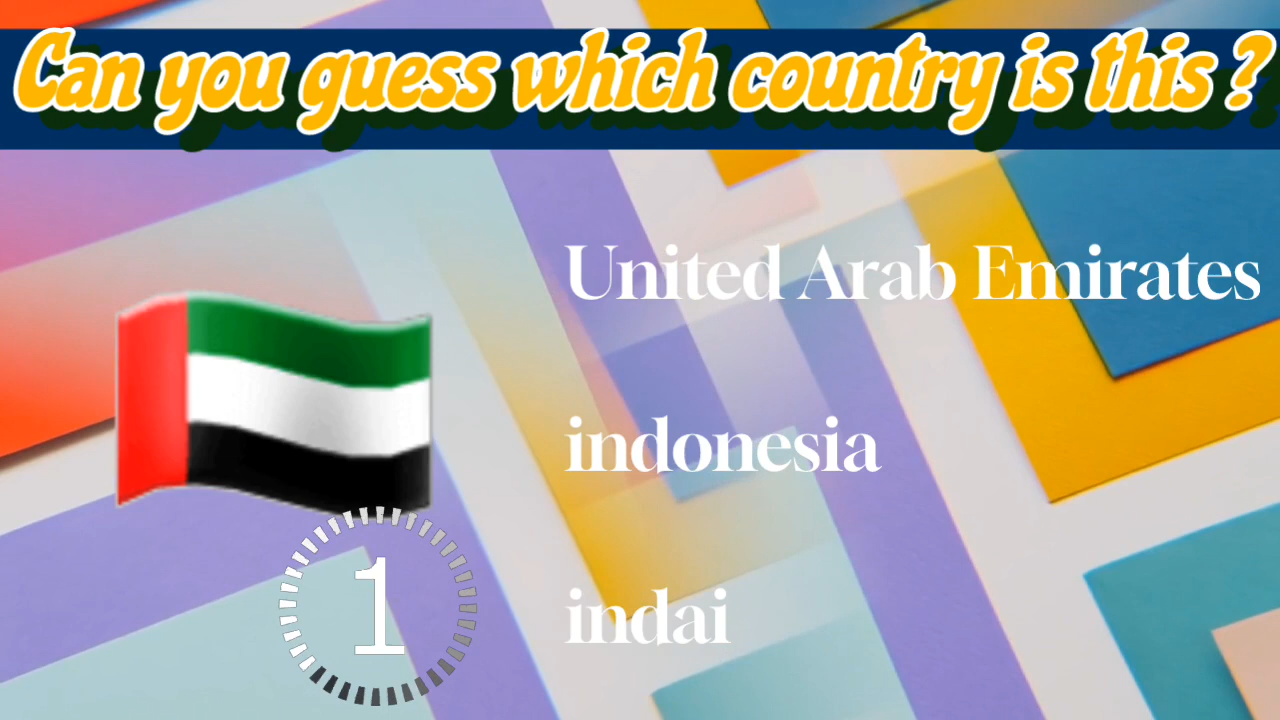 Can you guess which country is this ?
United Arab Emirates
indonesia
indai
1